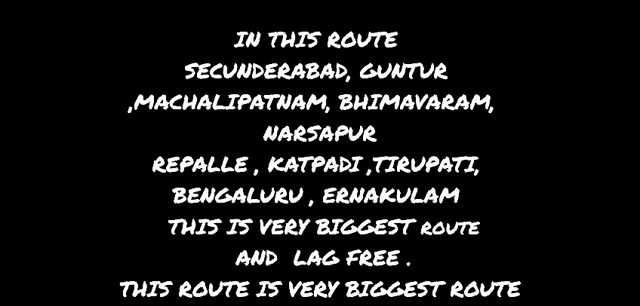 IN THIS ROUTE
SECUNDERABAD, GUNTUR
,MACHALIPATNAM, BHIMAVARAM,
NARSAPUR
REPALLE , KATPADI ,TIRUPATI,
BENGALURU , ERNAKULAM
THIS IS VERY BIGGEST ROUTE
AND LAG FREE .
THIS ROUTE IS VERY BIGGEST ROUTE